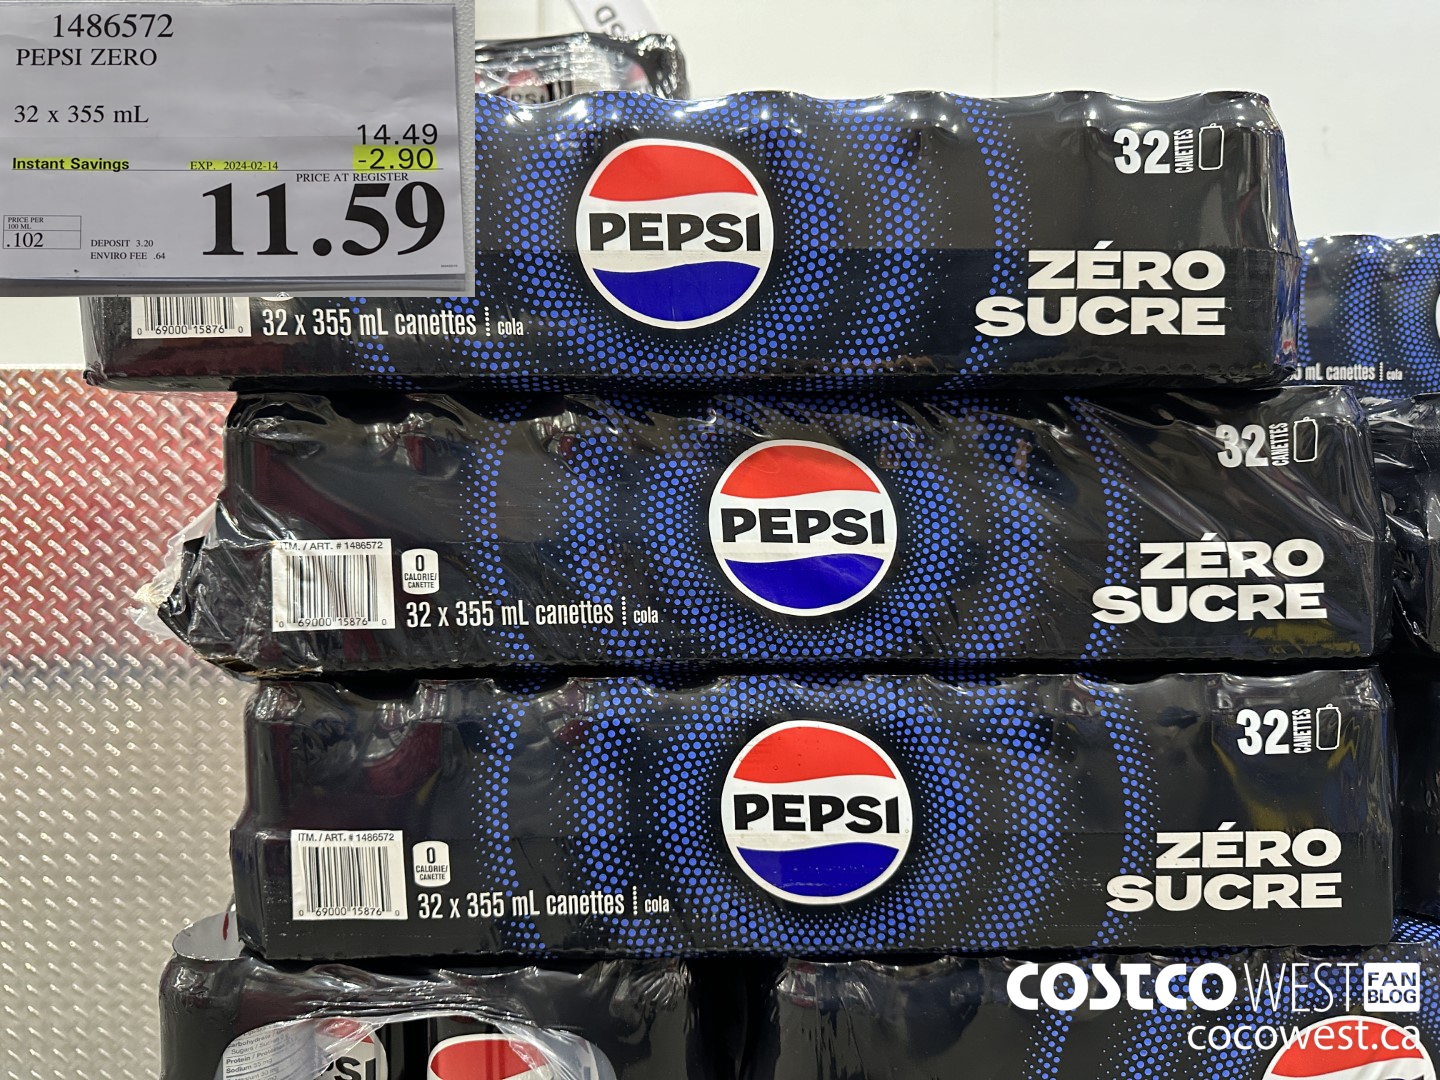 1486572
PEPSI ZERO
32 x 355 mL
14.49
Instant Savings EXP. 2024-02-14 -2.90
PRICE AT REGISTER
11.59
PRICE PER
100 ML
.102
DEPOSIT 3.20
ENVIRO FEE .64
32 CANETTES
PEPSI
ZÉRO
SUCRE
0 69000 15876 0
32 x 355 mL canettes cola
mL canettes cola
32 CANETTES
PEPSI
ITM. / ART. # 1486572
0
CALORIE/
CANETTE
ZÉRO
SUCRE
0 69000 15876 0
32 x 355 mL canettes cola
32 CANETTES
PEPSI
ITM. / ART. # 1486572
0
CALORIE/
CANETTE
ZÉRO
SUCRE
0 69000 15876 0
32 x 355 mL canettes cola
COSTCO WEST FAN BLOG
cocowest.ca